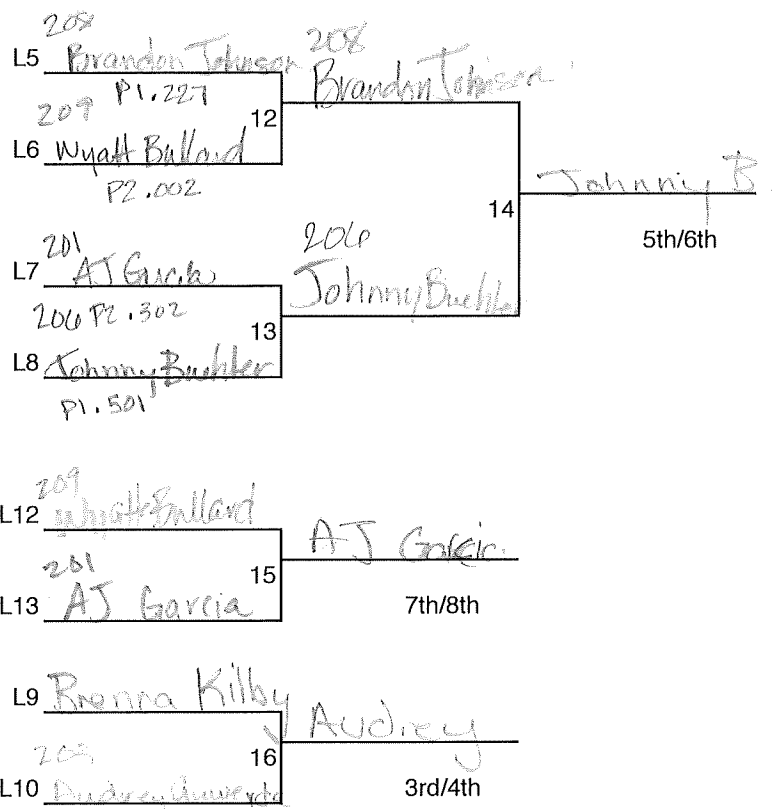 208
208
L5 Brandon Johnson
Brandon Johnson
P1.227
209
12
L6 Wyatt Ballard
P2.002
Johnny B
14
5th/6th
201
206
L7 AJ Garcia
Johnny Buehler
206 P2.302
13
L8 Johnny Buehler
P1.501
209
L12 Wyatt Ballard
AJ Garcia
201
15
L13 AJ Garcia
7th/8th
L9 Brenna Kilby
Audrey
16
L10 Audrey
3rd/4th